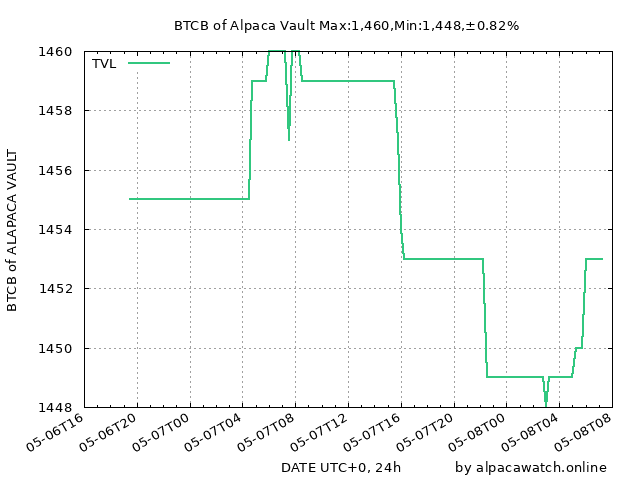 BTCB of Alpaca Vault Max:1,460,Min:1,448,±0.82%
TVL
BTCB of ALAPACA VAULT
1460
1458
1456
1454
1452
1450
1448
05-06T16
05-06T20
05-07T00
05-07T04
05-07T08
05-07T12
05-07T16
05-07T20
05-08T00
05-08T04
05-08T08
DATE UTC+0, 24h
by alpacawatch.online